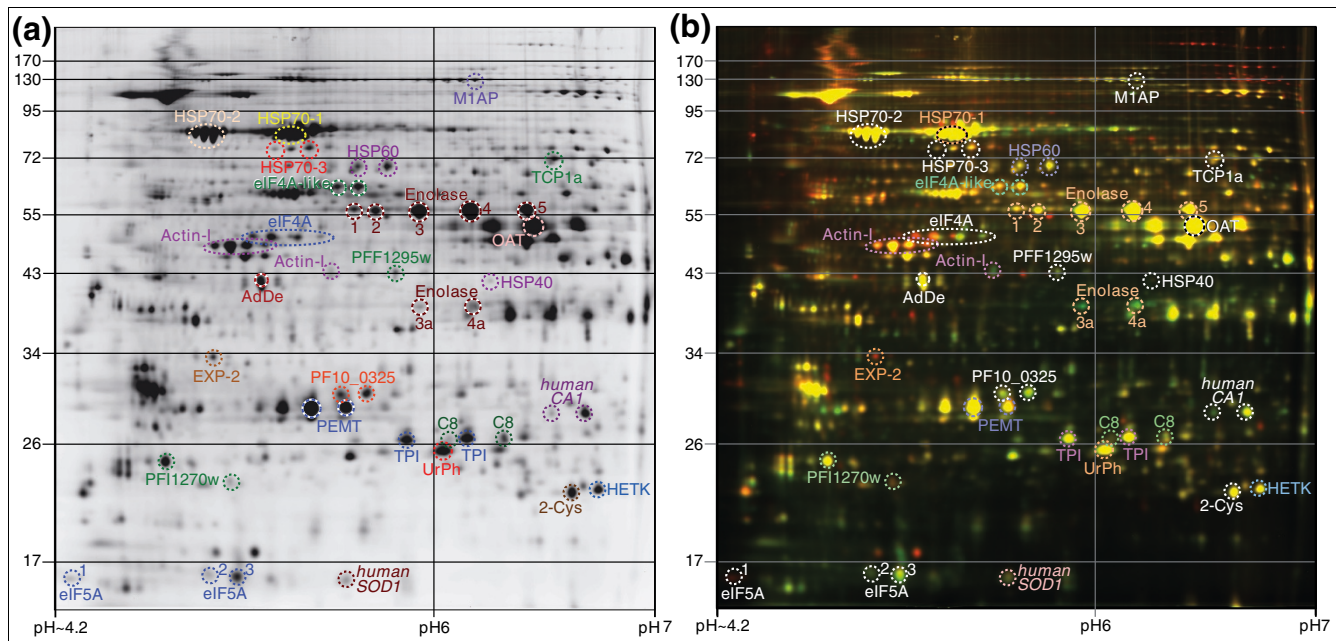 (a)
170
130
M1AP
95
HSP70-2
HSP70-1
72
HSP70-3
HSP60
TCP1a
eIF4A-like
Enolase
55
1
2
3
4
5
eIF4A
OAT
Actin-I
Actin-I
PFF1295w
43
HSP40
AdDe
Enolase
3a
4a
34
EXP-2
PF10_0325
human
CA1
PEMT
C8
C8
26
TPI
TPI
UrPh
PFI1270w
2-Cys
HETK
17
1
2
3
eIF5A
eIF5A
human
SOD1
pH~4.2
pH6
pH7
(b)
170
130
M1AP
95
HSP70-2
HSP70-1
72
HSP70-3
HSP60
TCP1a
eIF4A-like
Enolase
55
1
2
3
4
5
eIF4A
OAT
Actin-I
Actin-I
PFF1295w
43
HSP40
AdDe
Enolase
3a
4a
34
EXP-2
PF10_0325
human
CA1
PEMT
C8
C8
26
TPI
TPI
UrPh
PFI1270w
2-Cys
HETK
17
1
2
3
eIF5A
eIF5A
human
SOD1
pH~4.2
pH6
pH7